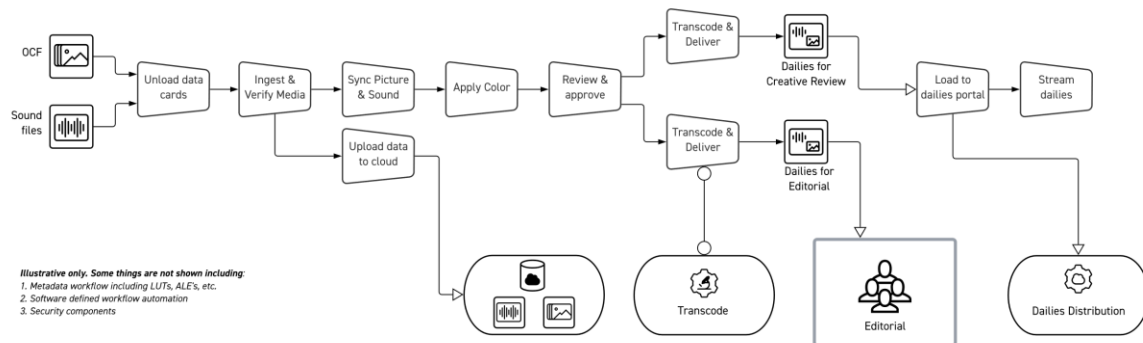 OCF
Sound
files
Unload data
cards
Ingest &
Verify Media
Sync Picture
& Sound
Apply Color
Review &
approve
Transcode &
Deliver
Dailies for
Creative Review
Load to
dailies portal
Stream
dailies
Upload data
to cloud
Transcode &
Deliver
Dailies for
Editorial
Illustrative only. Some things are not shown including:
1. Metadata workflow including LUTs, ALE's, etc.
2. Software defined workflow automation
3. Security components
Transcode
Editorial
Dailies Distribution